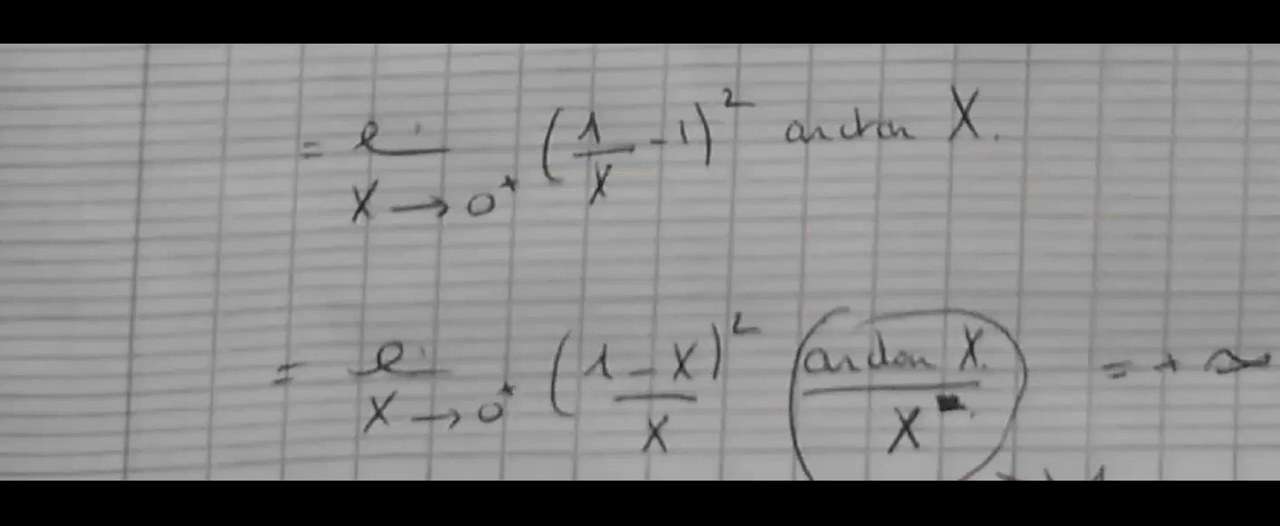 = lim X → 0⁺ (1/X - 1)² arctan X.
= lim X → 0⁺ (1 - X)²/X (arctan X./X) = + ∞